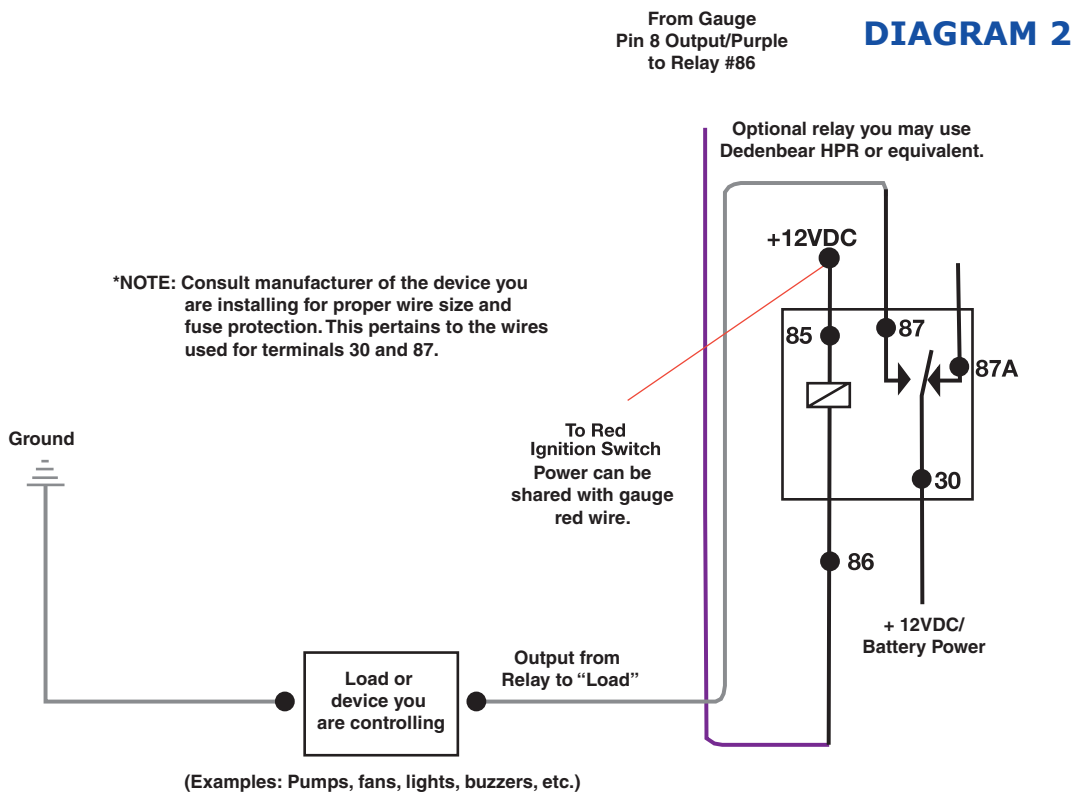 From Gauge
Pin 8 Output/Purple
to Relay #86
DIAGRAM 2
Optional relay you may use
Dedenbear HPR or equivalent.
+12VDC
*NOTE: Consult manufacturer of the device you
are installing for proper wire size and
fuse protection. This pertains to the wires
used for terminals 30 and 87.
85
87
87A
To Red
Ignition Switch
Power can be
shared with gauge
red wire.
Ground
30
86
+ 12VDC/
Battery Power
Output from
Relay to “Load”
Load or
device you
are controlling
(Examples: Pumps, fans, lights, buzzers, etc.)